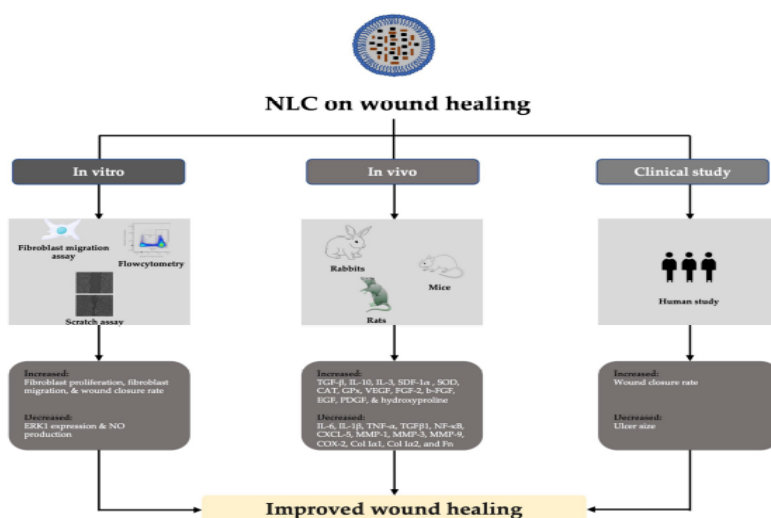 NLC on wound healing
In vitro
In vivo
Clinical study
Fibroblast migration
assay
Flowcytometry
Scratch assay
Rabbits
Mice
Rats
Human study
Increased:
Fibroblast proliferation, fibroblast
migration, & wound closure rate
Decreased:
ERK1 expression & NO
production
Increased:
TGF-β, IL-10, IL-3, SDF-1α , SOD,
CAT, GPx, VEGF, FGF-2, b-FGF,
EGF, PDGF, & hydroxyproline
Decreased:
IL-6, IL-1β, TNF-α, TGFβ1, NF-κB,
CXCL-5, MMP-1, MMP-3, MMP-9,
COX-2, Col Iα1, Col Iα2, and Fn
Increased:
Wound closure rate
Decreased:
Ulcer size
Improved wound healing